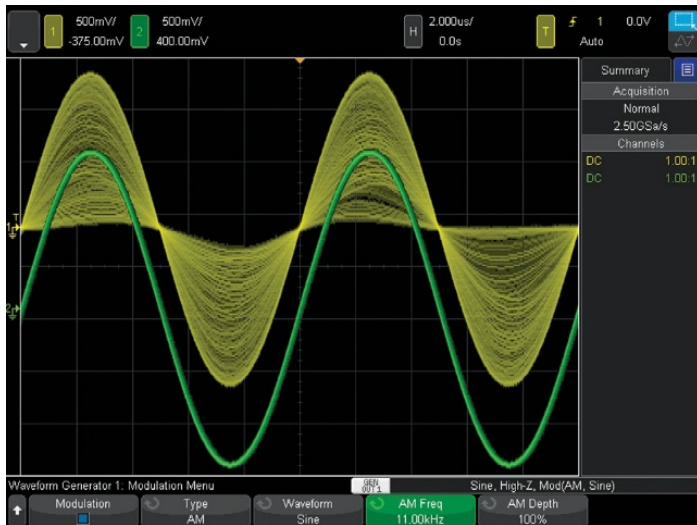 1 500mV/ -375.00mV
2 500mV/ 400.00mV
H 2.000us/ 0.0s
T 1 0.0V
Auto
Summary
Acquisition
Normal
2.50GSa/s
Channels
DC 1.00:1
DC 1.00:1
T
1
2
Waveform Generator 1: Modulation Menu
GEN OUT 1
Sine, High-Z, Mod(AM, Sine)
Modulation
Type AM
Waveform Sine
AM Freq 11.00kHz
AM Depth 100%